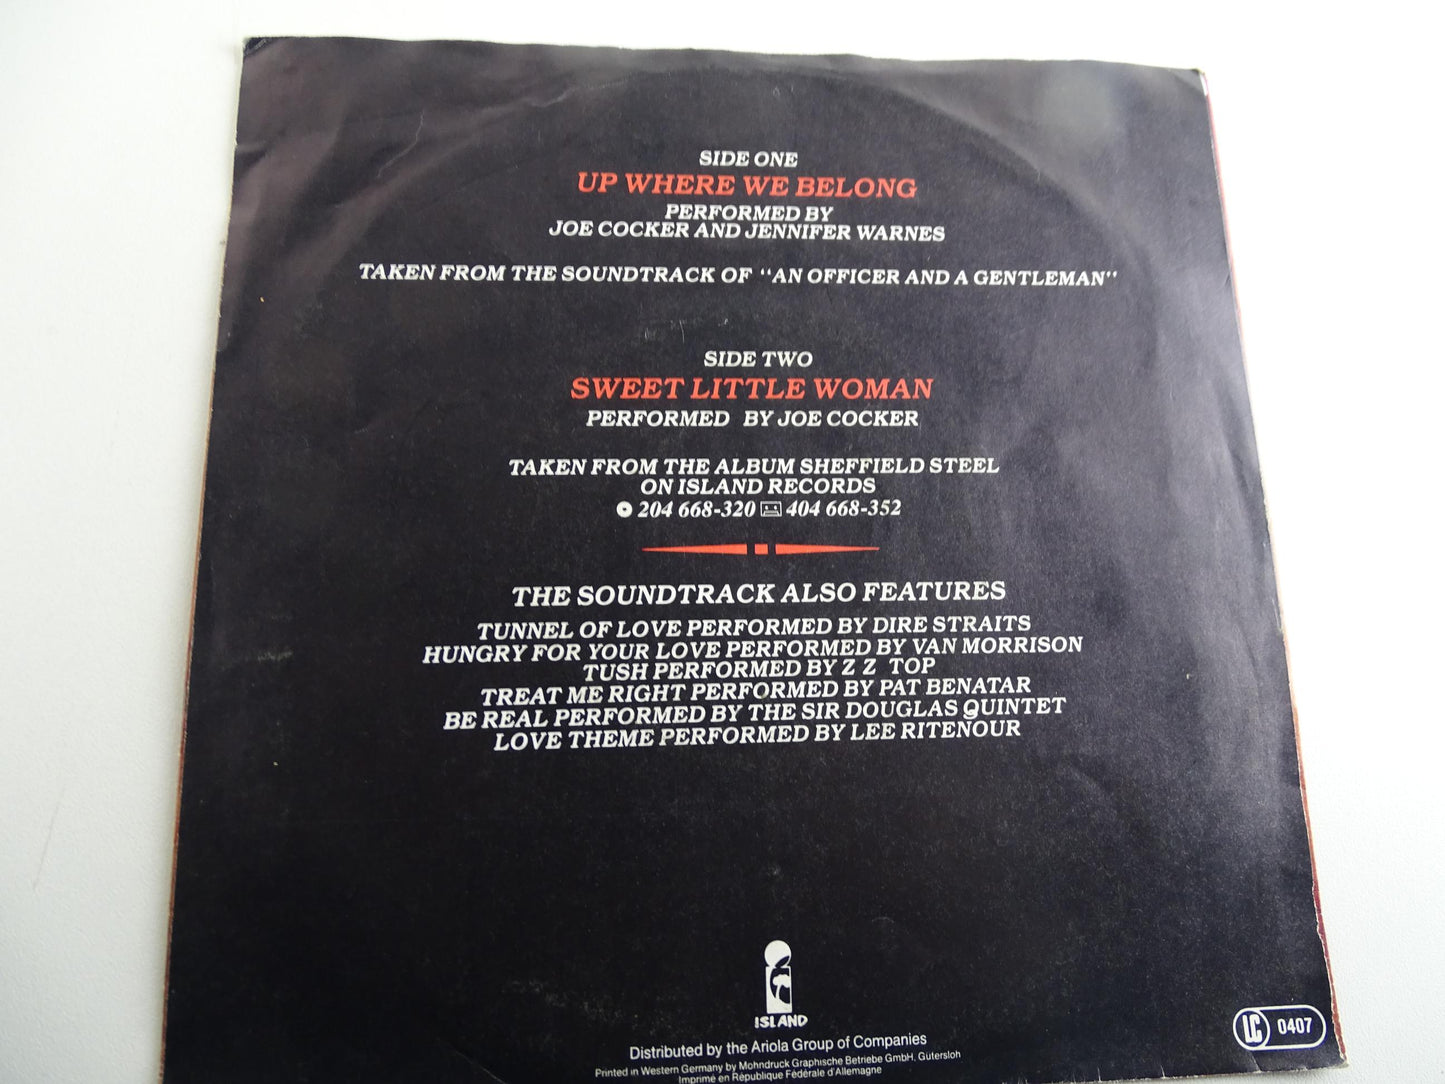 SIDE ONE
UP WHERE WE BELONG
PERFORMED BY
JOE COCKER AND JENNIFER WARNES
TAKEN FROM THE SOUNDTRACK OF "AN OFFICER AND A GENTLEMAN"
SIDE TWO
SWEET LITTLE WOMAN
PERFORMED BY JOE COCKER
TAKEN FROM THE ALBUM SHEFFIELD STEEL
ON ISLAND RECORDS
204 668-320 404 668-352
THE SOUNDTRACK ALSO FEATURES
TUNNEL OF LOVE PERFORMED BY DIRE STRAITS
HUNGRY FOR YOUR LOVE PERFORMED BY VAN MORRISON
TUSH PERFORMED BY Z Z TOP
TREAT ME RIGHT PERFORMED BY PAT BENATAR
BE REAL PERFORMED BY THE SIR DOUGLAS QUINTET
LOVE THEME PERFORMED BY LEE RITENOUR
ISLAND
LC 0407
Distributed by the Ariola Group of Companies
Printed in Western Germany by Mohndruck Graphische Betriebe GmbH, Gütersloh
Imprimé en République Fédérale d'Allemagne